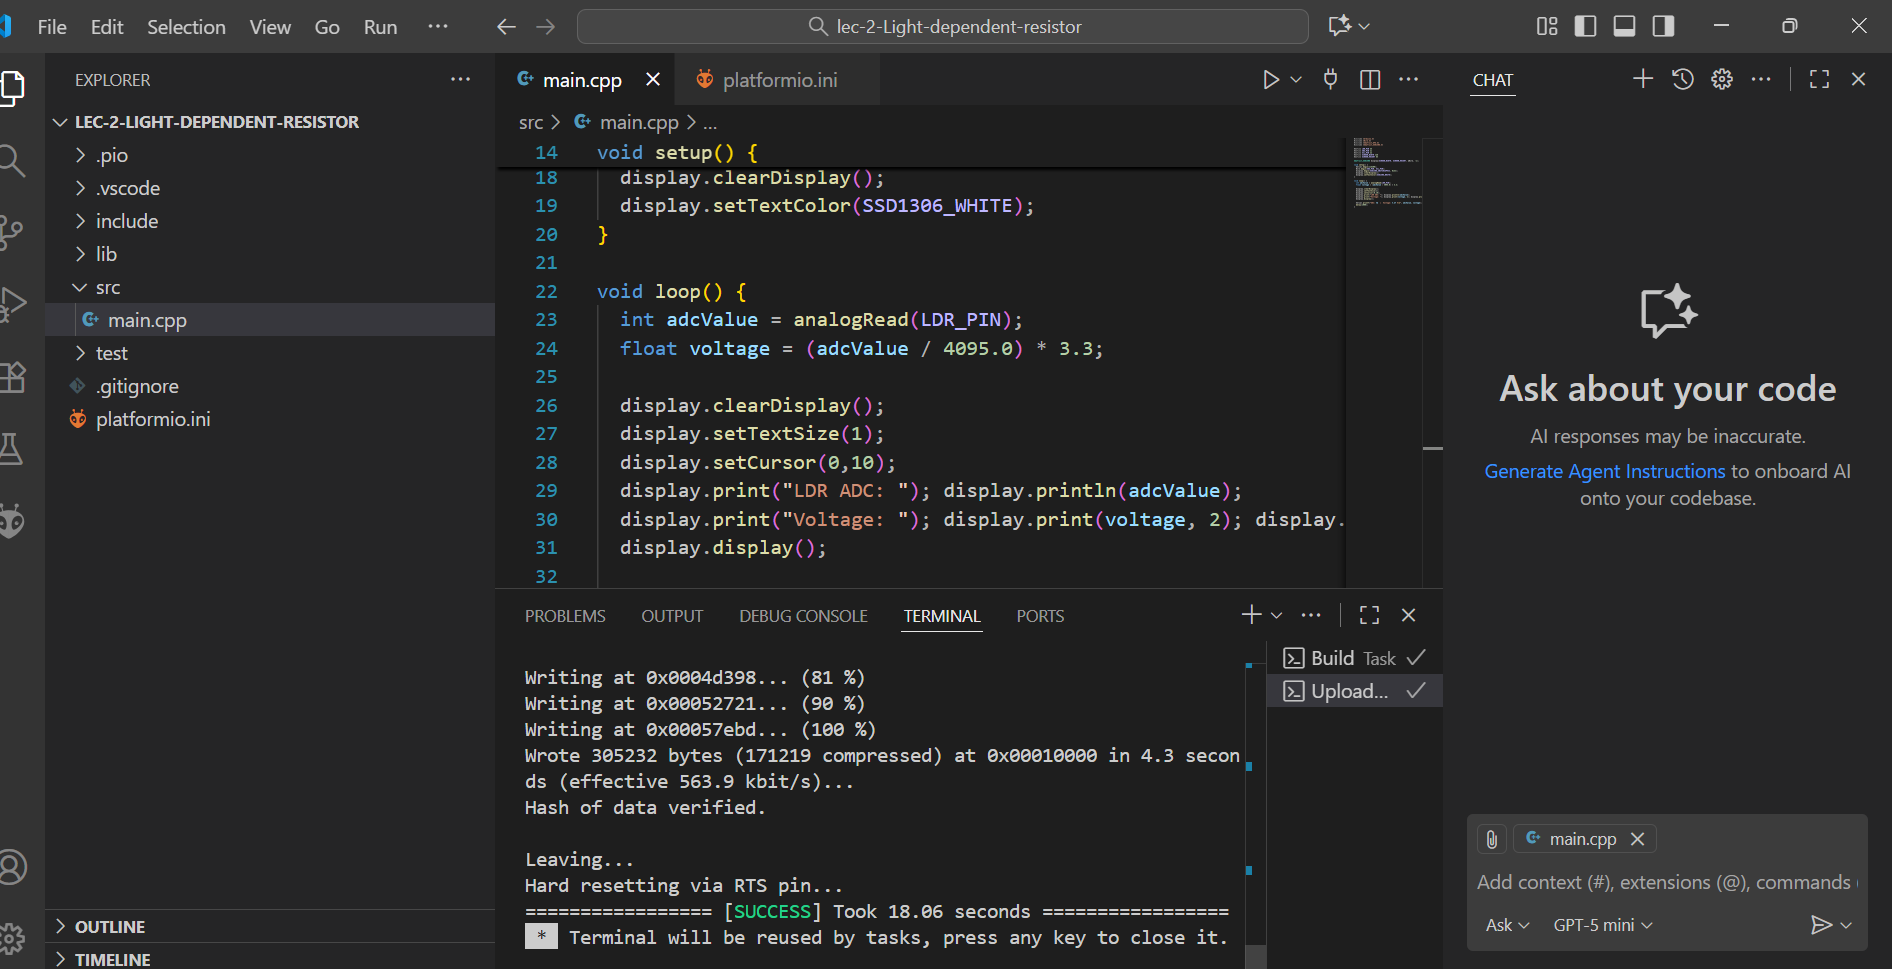 File Edit Selection View Go Run ...
lec-2-Light-dependent-resistor
EXPLORER
LEC-2-LIGHT-DEPENDENT-RESISTOR
.pio
.vscode
include
lib
src
main.cpp
test
.gitignore
platformio.ini
OUTLINE
TIMELINE
main.cpp
platformio.ini
src > main.cpp > ...
14 void setup() {
18 display.clearDisplay();
19 display.setTextColor(SSD1306_WHITE);
20 }
21
22 void loop() {
23 int adcValue = analogRead(LDR_PIN);
24 float voltage = (adcValue / 4095.0) * 3.3;
25
26 display.clearDisplay();
27 display.setTextSize(1);
28 display.setCursor(0,10);
29 display.print("LDR ADC: "); display.println(adcValue);
30 display.print("Voltage: "); display.print(voltage, 2); display.
31 display.display();
32
PROBLEMS OUTPUT DEBUG CONSOLE TERMINAL PORTS
Writing at 0x0004d398... (81 %)
Writing at 0x00052721... (90 %)
Writing at 0x00057ebd... (100 %)
Wrote 305232 bytes (171219 compressed) at 0x00010000 in 4.3 secon
ds (effective 563.9 kbit/s)...
Hash of data verified.
Leaving...
Hard resetting via RTS pin...
================= [SUCCESS] Took 18.06 seconds =================
* Terminal will be reused by tasks, press any key to close it.
Build Task
Upload...
CHAT
Ask about your code
AI responses may be inaccurate.
Generate Agent Instructions to onboard AI
onto your codebase.
main.cpp
Add context (#), extensions (@), commands
Ask GPT-5 mini